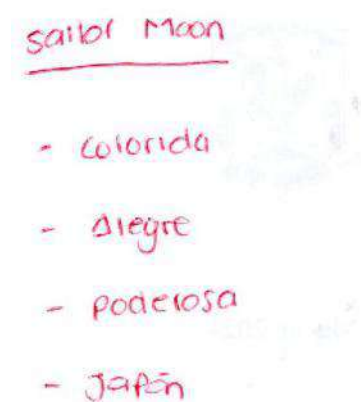 Sailor Moon
- Colorida
- Alegre
- Poderosa
- Japón